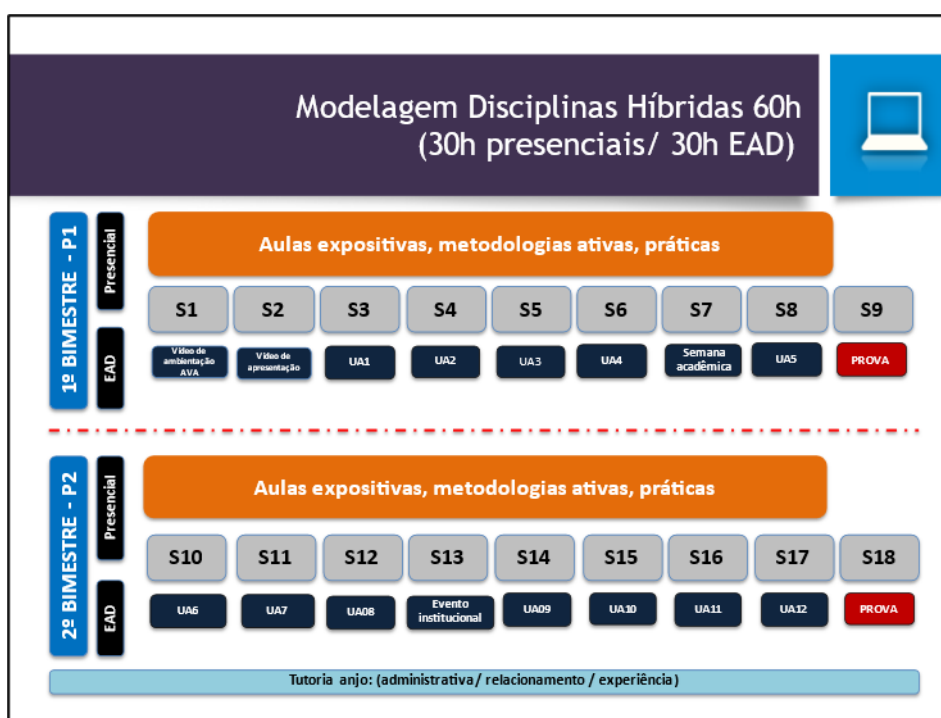 Modelagem Disciplinas Híbridas 60h
(30h presenciais/ 30h EAD)
1º BIMESTRE - P1
Presencial
Aulas expositivas, metodologias ativas, práticas
S1 S2 S3 S4 S5 S6 S7 S8 S9
EAD
Vídeo de ambientação AVA
Vídeo de apresentação
UA1
UA2
UA3
UA4
Semana acadêmica
UA5
PROVA
2º BIMESTRE - P2
Presencial
Aulas expositivas, metodologias ativas, práticas
S10 S11 S12 S13 S14 S15 S16 S17 S18
EAD
UA6
UA7
UA08
Evento institucional
UA09
UA10
UA11
UA12
PROVA
Tutoria anjo: (administrativa/ relacionamento / experiência)